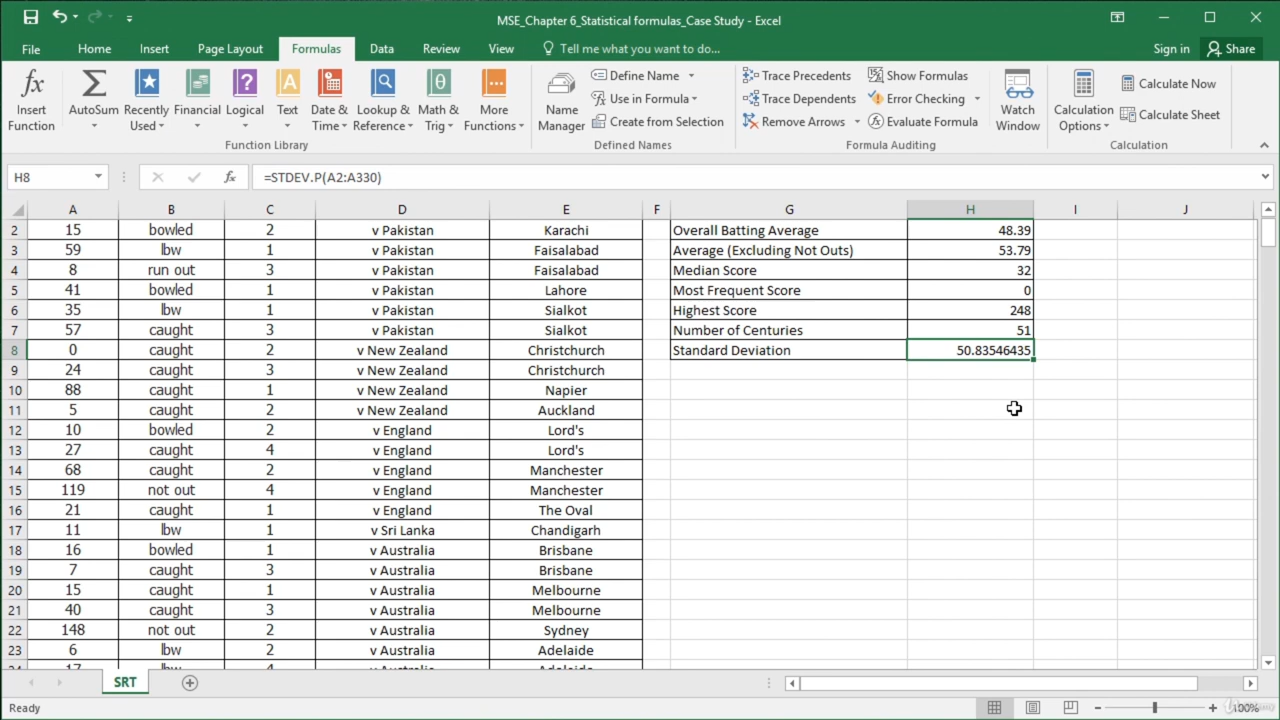 MSE_Chapter 6_Statistical formulas_Case Study - Excel
File Home Insert Page Layout Formulas Data Review View Tell me what you want to do... Sign in Share
Insert Function
AutoSum
Recently Used
Financial
Logical
Text
Date & Time
Lookup & Reference
Math & Trig
More Functions
Function Library
Name Manager
Define Name
Use in Formula
Create from Selection
Defined Names
Trace Precedents
Trace Dependents
Remove Arrows
Show Formulas
Error Checking
Evaluate Formula
Formula Auditing
Watch Window
Calculation Options
Calculate Now
Calculate Sheet
Calculation
H8 fx =STDEV.P(A2:A330)
A B C D E F G H I J
2 15 bowled 2 v Pakistan Karachi Overall Batting Average 48.39
3 59 lbw 1 v Pakistan Faisalabad Average (Excluding Not Outs) 53.79
4 8 run out 3 v Pakistan Faisalabad Median Score 32
5 41 bowled 1 v Pakistan Lahore Most Frequent Score 0
6 35 lbw 1 v Pakistan Sialkot Highest Score 248
7 57 caught 3 v Pakistan Sialkot Number of Centuries 51
8 0 caught 2 v New Zealand Christchurch Standard Deviation 50.83546435
9 24 caught 3 v New Zealand Christchurch
10 88 caught 1 v New Zealand Napier
11 5 caught 2 v New Zealand Auckland
12 10 bowled 2 v England Lord's
13 27 caught 4 v England Lord's
14 68 caught 2 v England Manchester
15 119 not out 4 v England Manchester
16 21 caught 1 v England The Oval
17 11 lbw 1 v Sri Lanka Chandigarh
18 16 bowled 1 v Australia Brisbane
19 7 caught 3 v Australia Brisbane
20 15 caught 1 v Australia Melbourne
21 40 caught 3 v Australia Melbourne
22 148 not out 2 v Australia Sydney
23 6 lbw 2 v Australia Adelaide
24 17 lbw 4 v Australia Adelaide
SRT
Ready 100%